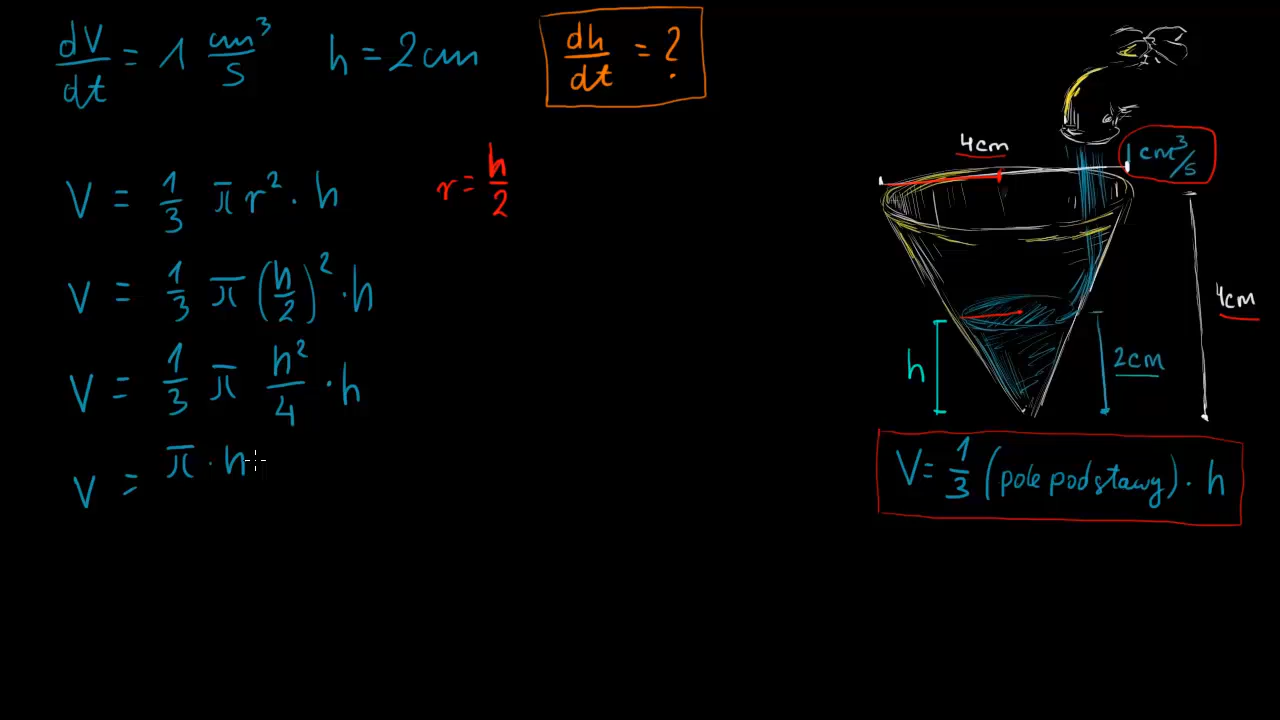 dV/dt = 1 cm³/s h = 2cm dh/dt = ?
V = 1/3 π r² · h r = h/2
V = 1/3 π (h/2)² · h
V = 1/3 π h²/4 · h
V = π · h
4cm
1 cm³/s
4cm
h
2cm
V = 1/3 (pole podstawy) · h